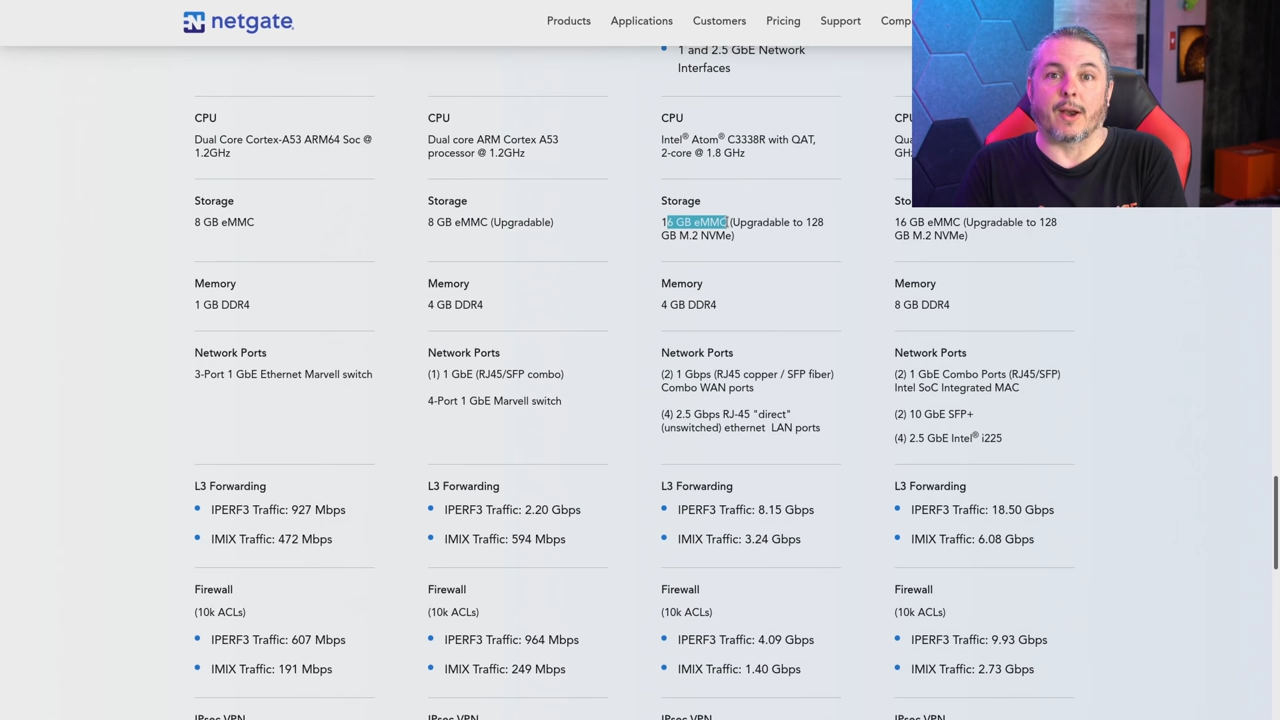 netgate
Products Applications Customers Pricing Support
1 and 2.5 GbE Network
Interfaces
CPU
Dual Core Cortex-A53 ARM64 Soc @
1.2GHz
CPU
Dual core ARM Cortex A53
processor @ 1.2GHz
CPU
Intel® Atom® C3338R with QAT,
2-core @ 1.8 GHz
Storage
8 GB eMMC
Storage
8 GB eMMC (Upgradable)
Storage
16 GB eMMC (Upgradable to 128
GB M.2 NVMe)
16 GB eMMC (Upgradable to 128
GB M.2 NVMe)
Memory
1 GB DDR4
Memory
4 GB DDR4
Memory
4 GB DDR4
Memory
8 GB DDR4
Network Ports
3-Port 1 GbE Ethernet Marvell switch
Network Ports
(1) 1 GbE (RJ45/SFP combo)
4-Port 1 GbE Marvell switch
Network Ports
(2) 1 Gbps (RJ45 copper / SFP fiber)
Combo WAN ports
(4) 2.5 Gbps RJ-45 "direct"
(unswitched) ethernet LAN ports
Network Ports
(2) 1 GbE Combo Ports (RJ45/SFP)
Intel SoC Integrated MAC
(2) 10 GbE SFP+
(4) 2.5 GbE Intel® i225
L3 Forwarding
IPERF3 Traffic: 927 Mbps
IMIX Traffic: 472 Mbps
L3 Forwarding
IPERF3 Traffic: 2.20 Gbps
IMIX Traffic: 594 Mbps
L3 Forwarding
IPERF3 Traffic: 8.15 Gbps
IMIX Traffic: 3.24 Gbps
L3 Forwarding
IPERF3 Traffic: 18.50 Gbps
IMIX Traffic: 6.08 Gbps
Firewall
(10k ACLs)
IPERF3 Traffic: 607 Mbps
IMIX Traffic: 191 Mbps
Firewall
(10k ACLs)
IPERF3 Traffic: 964 Mbps
IMIX Traffic: 249 Mbps
Firewall
(10k ACLs)
IPERF3 Traffic: 4.09 Gbps
IMIX Traffic: 1.40 Gbps
Firewall
(10k ACLs)
IPERF3 Traffic: 9.93 Gbps
IMIX Traffic: 2.73 Gbps
IPsec VPN
IPsec VPN
IPsec VPN
IPsec VPN